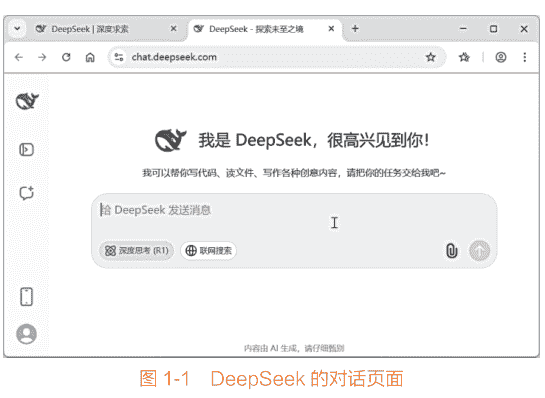 DeepSeek | 深度求索
DeepSeek - 探索未至之境
chat.deepseek.com
我是 DeepSeek，很高兴见到你！
我可以帮你写代码、读文件、写作各种创意内容，请把你的任务交给我吧~
给 DeepSeek 发送消息
深度思考 (R1)
联网搜索
内容由 AI 生成，请仔细甄别
图 1-1 DeepSeek 的对话页面